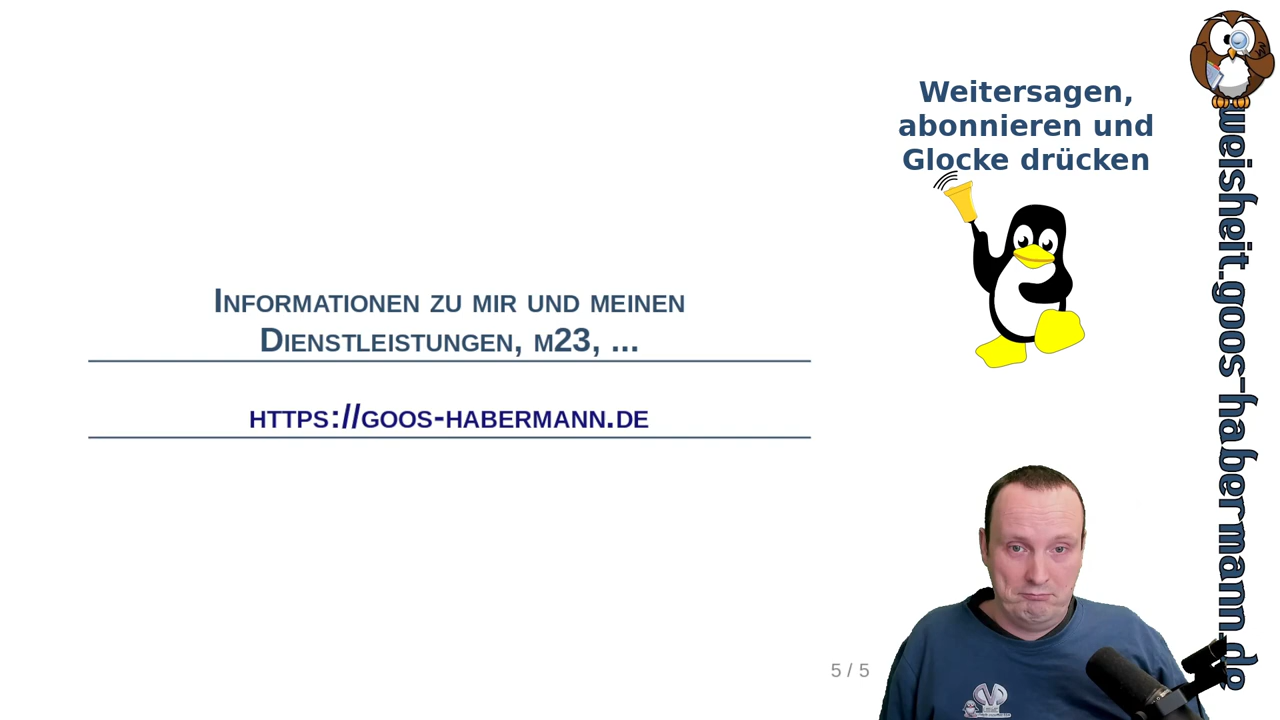 Weitersagen,
abonnieren und
Glocke drücken
Informationen zu mir und meinen
Dienstleistungen, m23, ...
https://goos-habermann.de
5 / 5
weisheit.goos-habermann.de